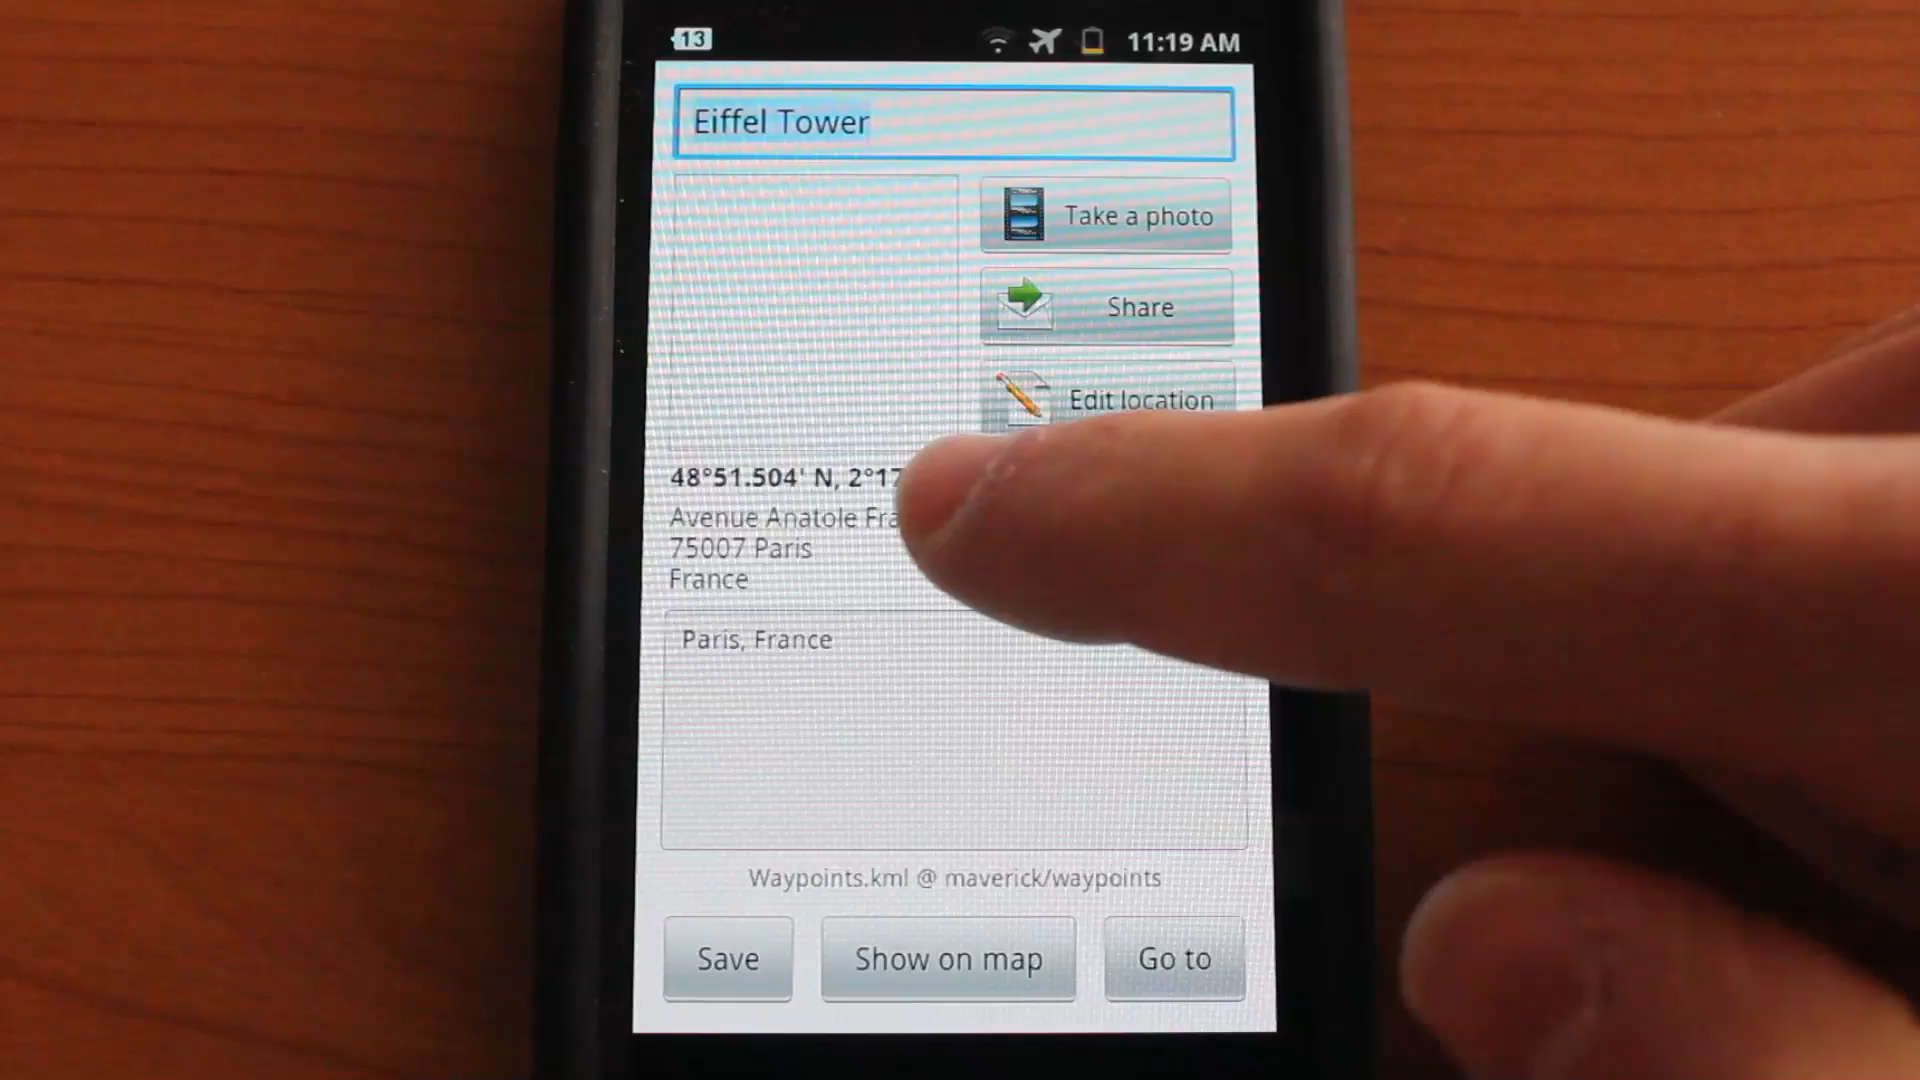 13
11:19 AM
Eiffel Tower
Take a photo
Share
Edit location
48°51.504' N, 2°17
Avenue Anatole Fra
75007 Paris
France
Paris, France
Waypoints.kml @ maverick/waypoints
Save
Show on map
Go to